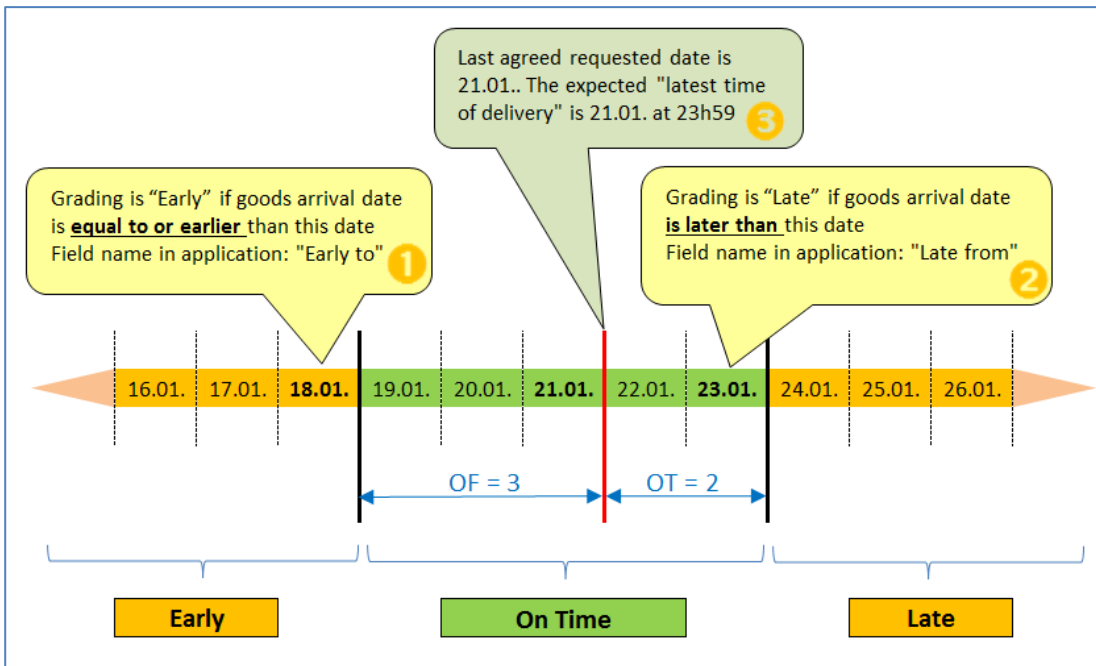 Last agreed requested date is
21.01.. The expected "latest time
of delivery" is 21.01. at 23h59
3
Grading is “Early” if goods arrival date
is equal to or earlier than this date
Field name in application: "Early to"
1
Grading is “Late” if goods arrival date
is later than this date
Field name in application: "Late from"
2
16.01. 17.01. 18.01. 19.01. 20.01. 21.01. 22.01. 23.01. 24.01. 25.01. 26.01.
OF = 3 OT = 2
Early On Time Late